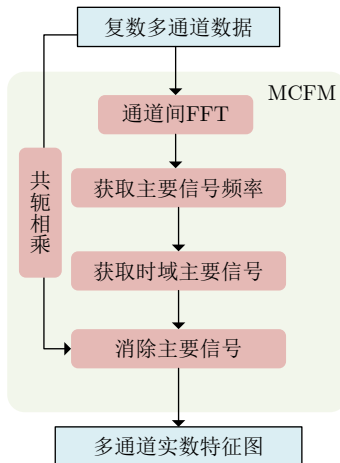 复数多通道数据
MCFM
通道间FFT
获取主要信号频率
共轭相乘
获取时域主要信号
消除主要信号
多通道实数特征图